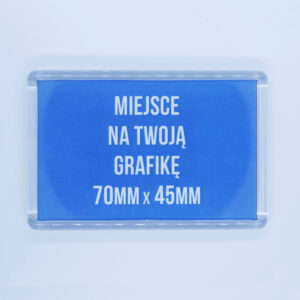 MIEJSCE
NA TWOJĄ
GRAFIKĘ
70MM x 45MM